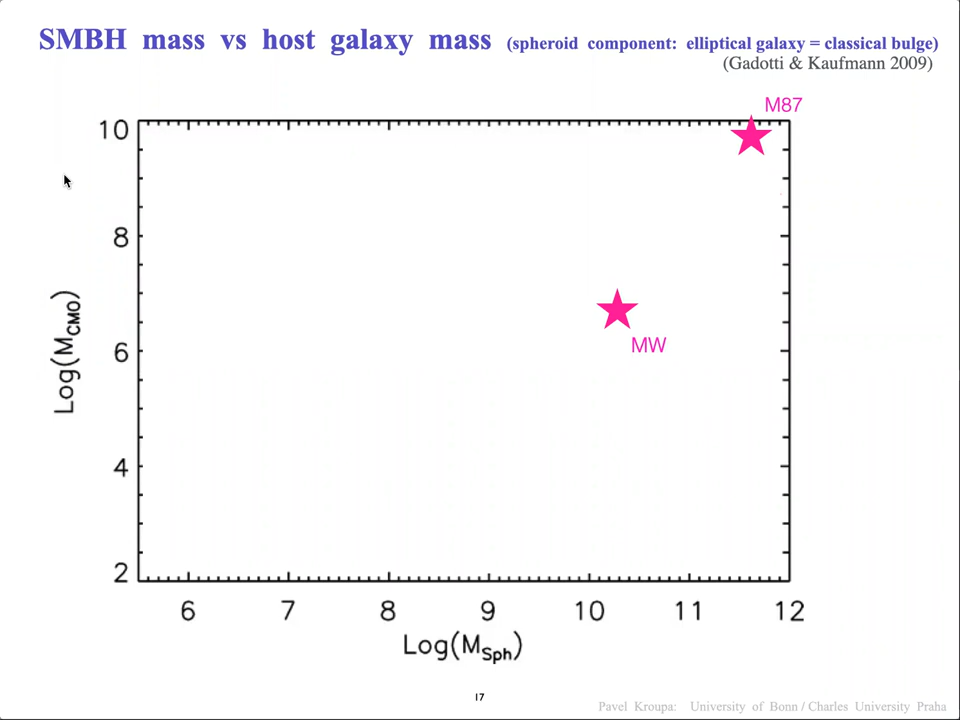 SMBH mass vs host galaxy mass (spheroid component: elliptical galaxy = classical bulge)
(Gadotti & Kaufmann 2009)
M87
10
8
MW
6
4
2
Log(M_CMO)
6 7 8 9 10 11 12
Log(M_Sph)
17
Pavel Kroupa: University of Bonn / Charles University Praha